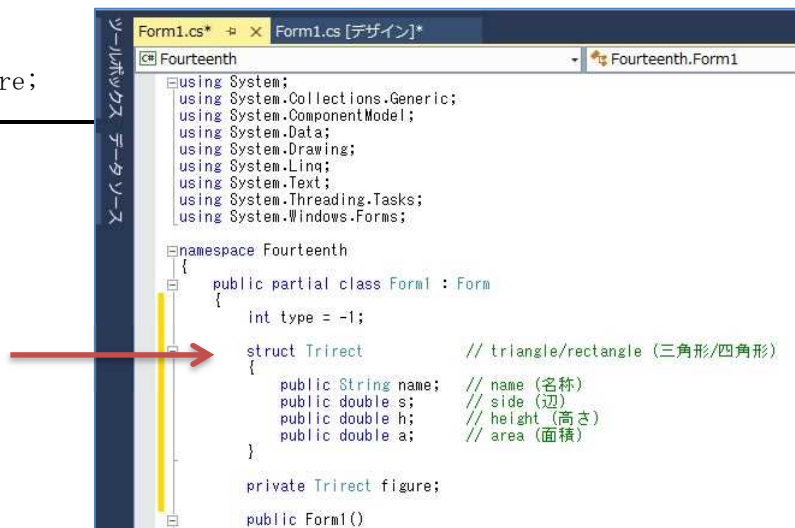 re;
ツールボックス データ ソース
Form1.cs* Form1.cs [デザイン]*
C# Fourteenth Fourteenth.Form1
using System;
using System.Collections.Generic;
using System.ComponentModel;
using System.Data;
using System.Drawing;
using System.Linq;
using System.Text;
using System.Threading.Tasks;
using System.Windows.Forms;
namespace Fourteenth
{
public partial class Form1 : Form
{
int type = -1;
struct Trirect // triangle/rectangle (三角形/四角形)
{
public String name; // name (名称)
public double s; // side (辺)
public double h; // height (高さ)
public double a; // area (面積)
}
private Trirect figure;
public Form1()